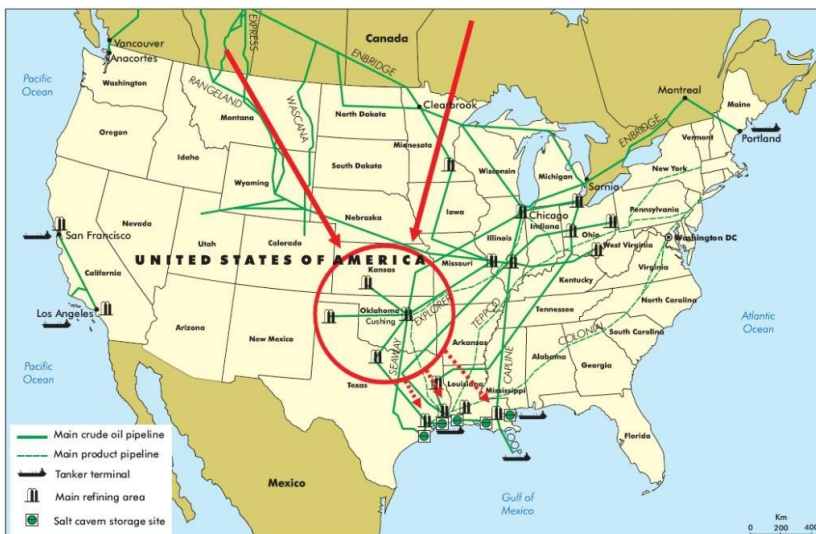 Vancouver
Anacortes
Washington
Pacific
Ocean
Oregon
Idaho
Montana
RANGELAND
EXPRESS
WASCANA
Canada
ENBRIDGE
North Dakota
Clearbrook
Minnesota
South Dakota
Wisconsin
Michigan
Wyoming
Nebraska
Iowa
Sarnia
ENBRIDGE
Montreal
Maine
Vermont
Portland
New York
Pennsylvania
Chicago
Illinois
Indiana
Ohio
West Virginia
Washington DC
Virginia
Nevada
Utah
Colorado
San Francisco
California
Los Angeles
UNITED STATES OF AMERICA
Kansas
Missouri
Kentucky
North Carolina
Tennessee
South Carolina
Arizona
New Mexico
Oklahoma
Cushing
EXPLORER
TEPPCO
Arkansas
SEAWAY
CAPLINE
COLONIAL
Alabama
Georgia
Atlantic
Ocean
Pacific
Ocean
Texas
Louisiana
Mississippi
LOOP
Florida
Mexico
Gulf of
Mexico
Main crude oil pipeline
Main product pipeline
Tanker terminal
Main refining area
Salt cavern storage site
Km
0 200 400